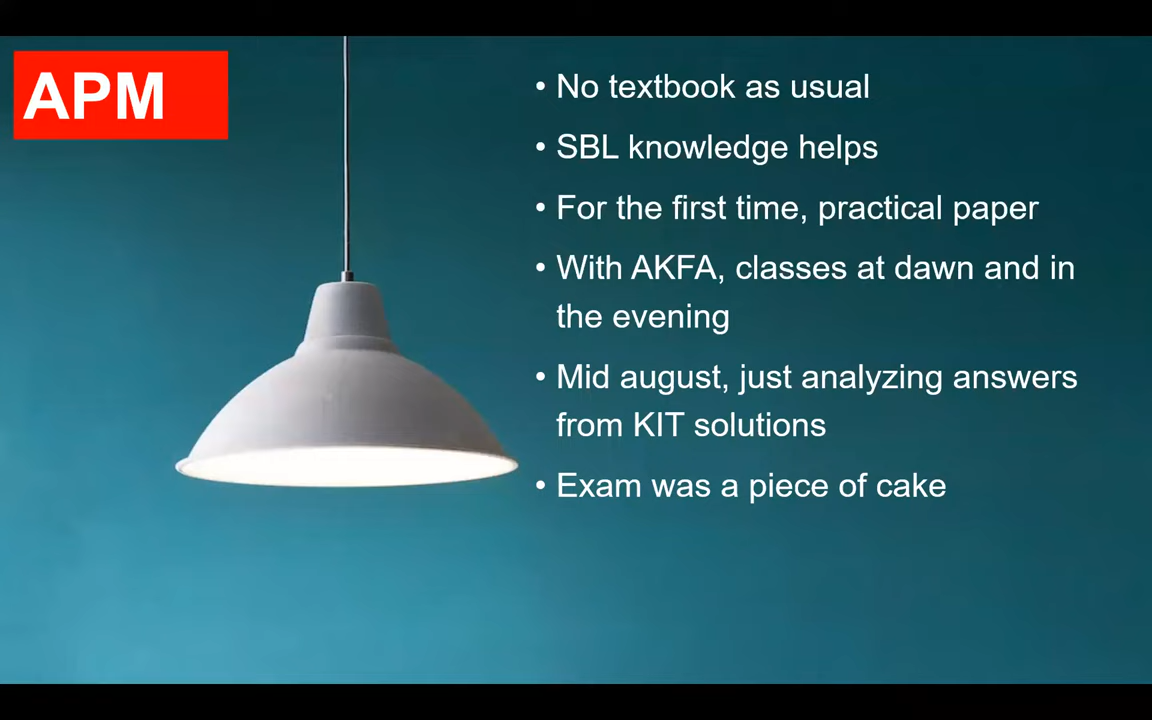 APM
• No textbook as usual
• SBL knowledge helps
• For the first time, practical paper
• With AKFA, classes at dawn and in
the evening
• Mid august, just analyzing answers
from KIT solutions
• Exam was a piece of cake